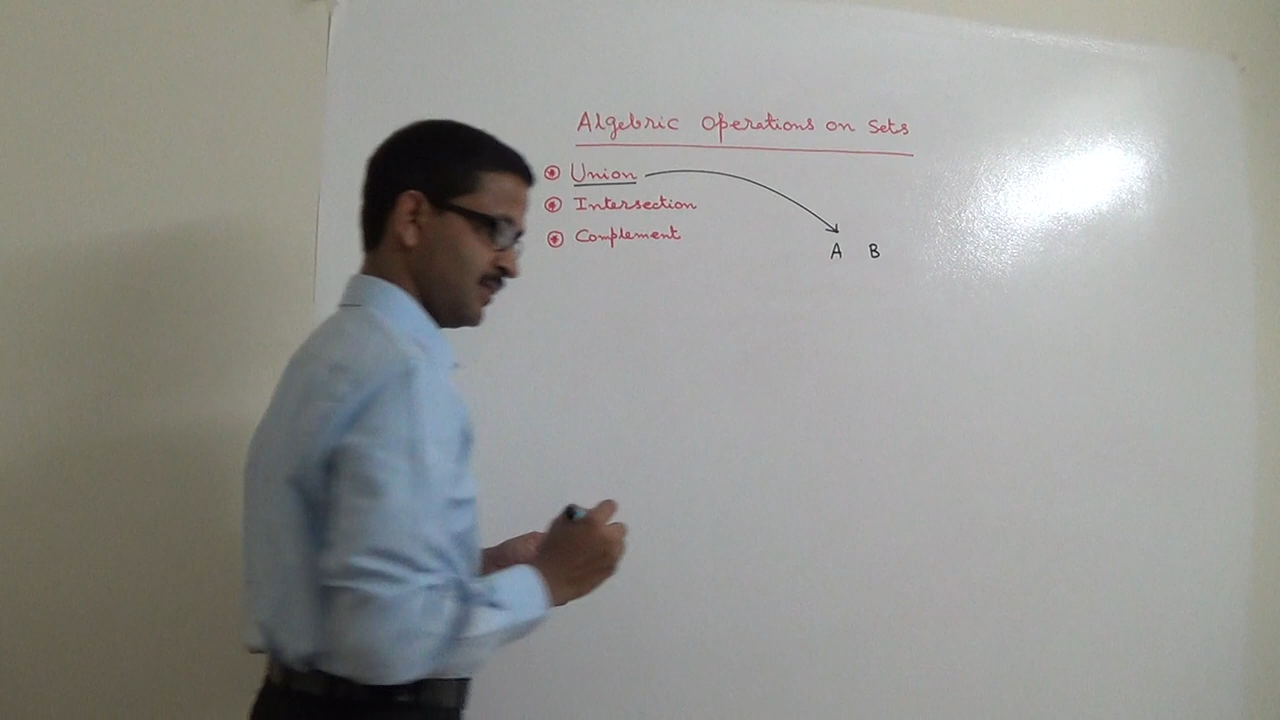 Algebric Operations on Sets
⊛ Union
⊛ Intersection
⊛ Complement
A B